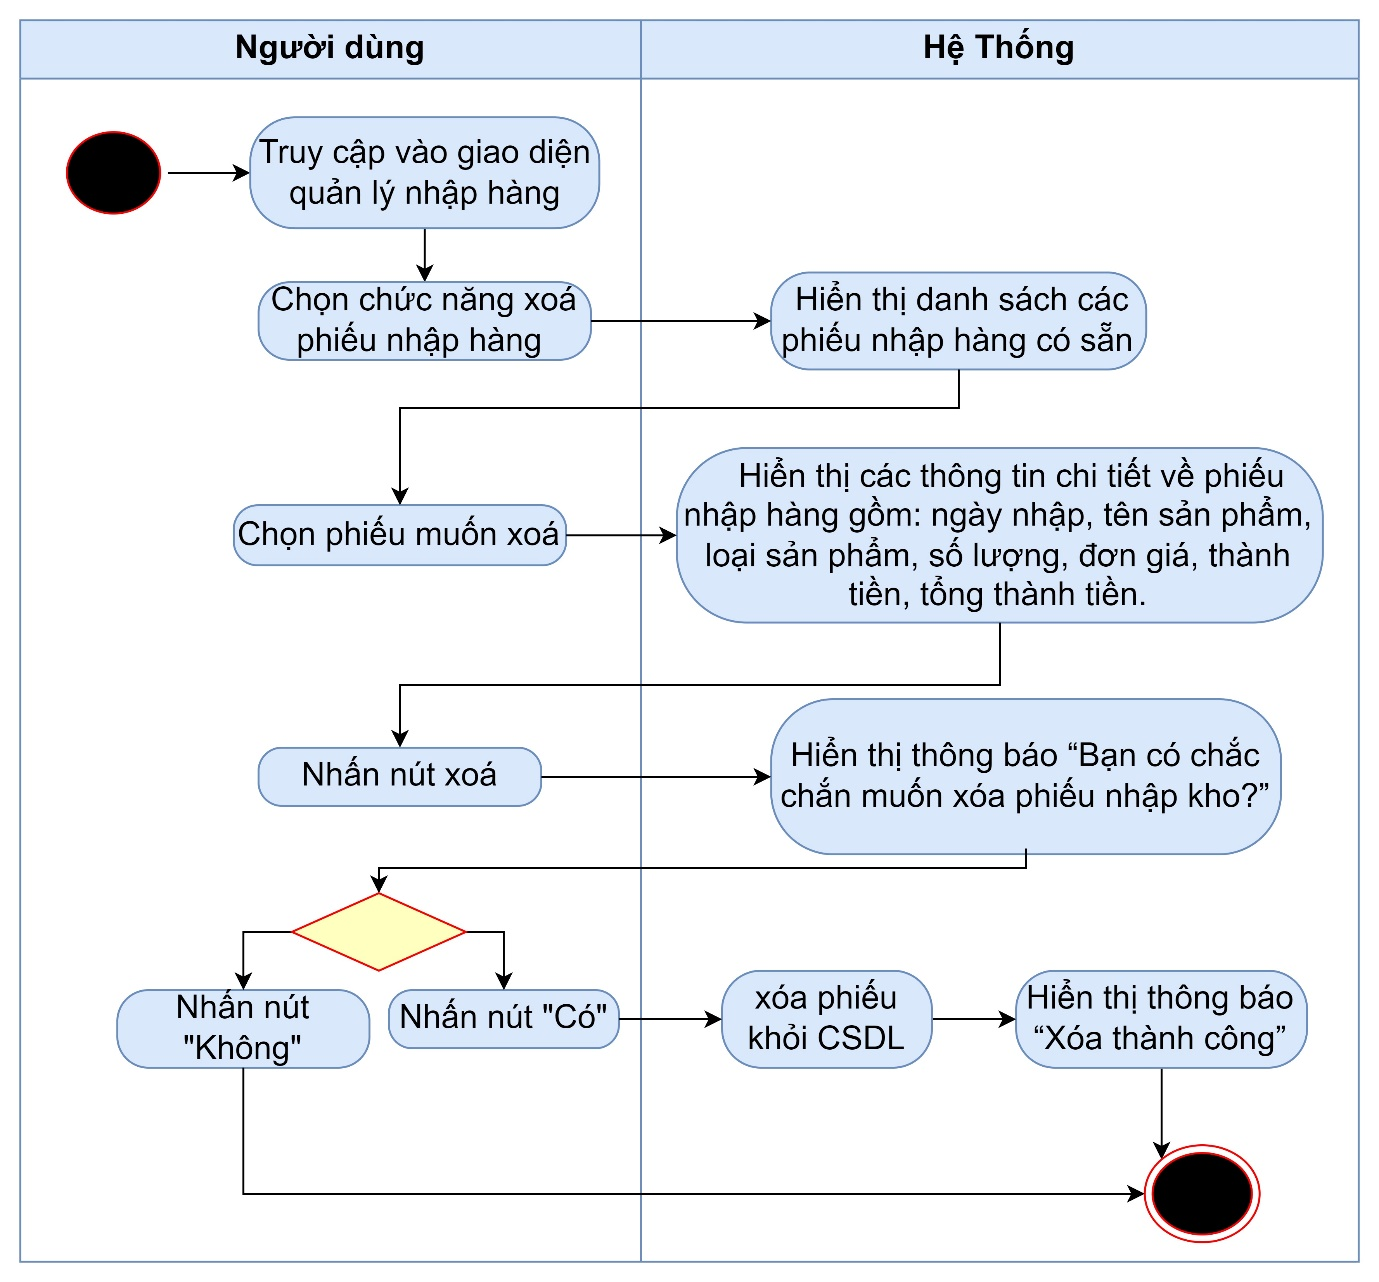 Người dùng
Hệ Thống
Truy cập vào giao diện
quản lý nhập hàng
Chọn chức năng xoá
phiếu nhập hàng
Hiển thị danh sách các
phiếu nhập hàng có sẵn
Chọn phiếu muốn xoá
Hiển thị các thông tin chi tiết về phiếu
nhập hàng gồm: ngày nhập, tên sản phẩm,
loại sản phẩm, số lượng, đơn giá, thành
tiền, tổng thành tiền.
Nhấn nút xoá
Hiển thị thông báo “Bạn có chắc
chắn muốn xóa phiếu nhập kho?”
Nhấn nút
"Không"
Nhấn nút "Có"
xóa phiếu
khỏi CSDL
Hiển thị thông báo
“Xóa thành công”